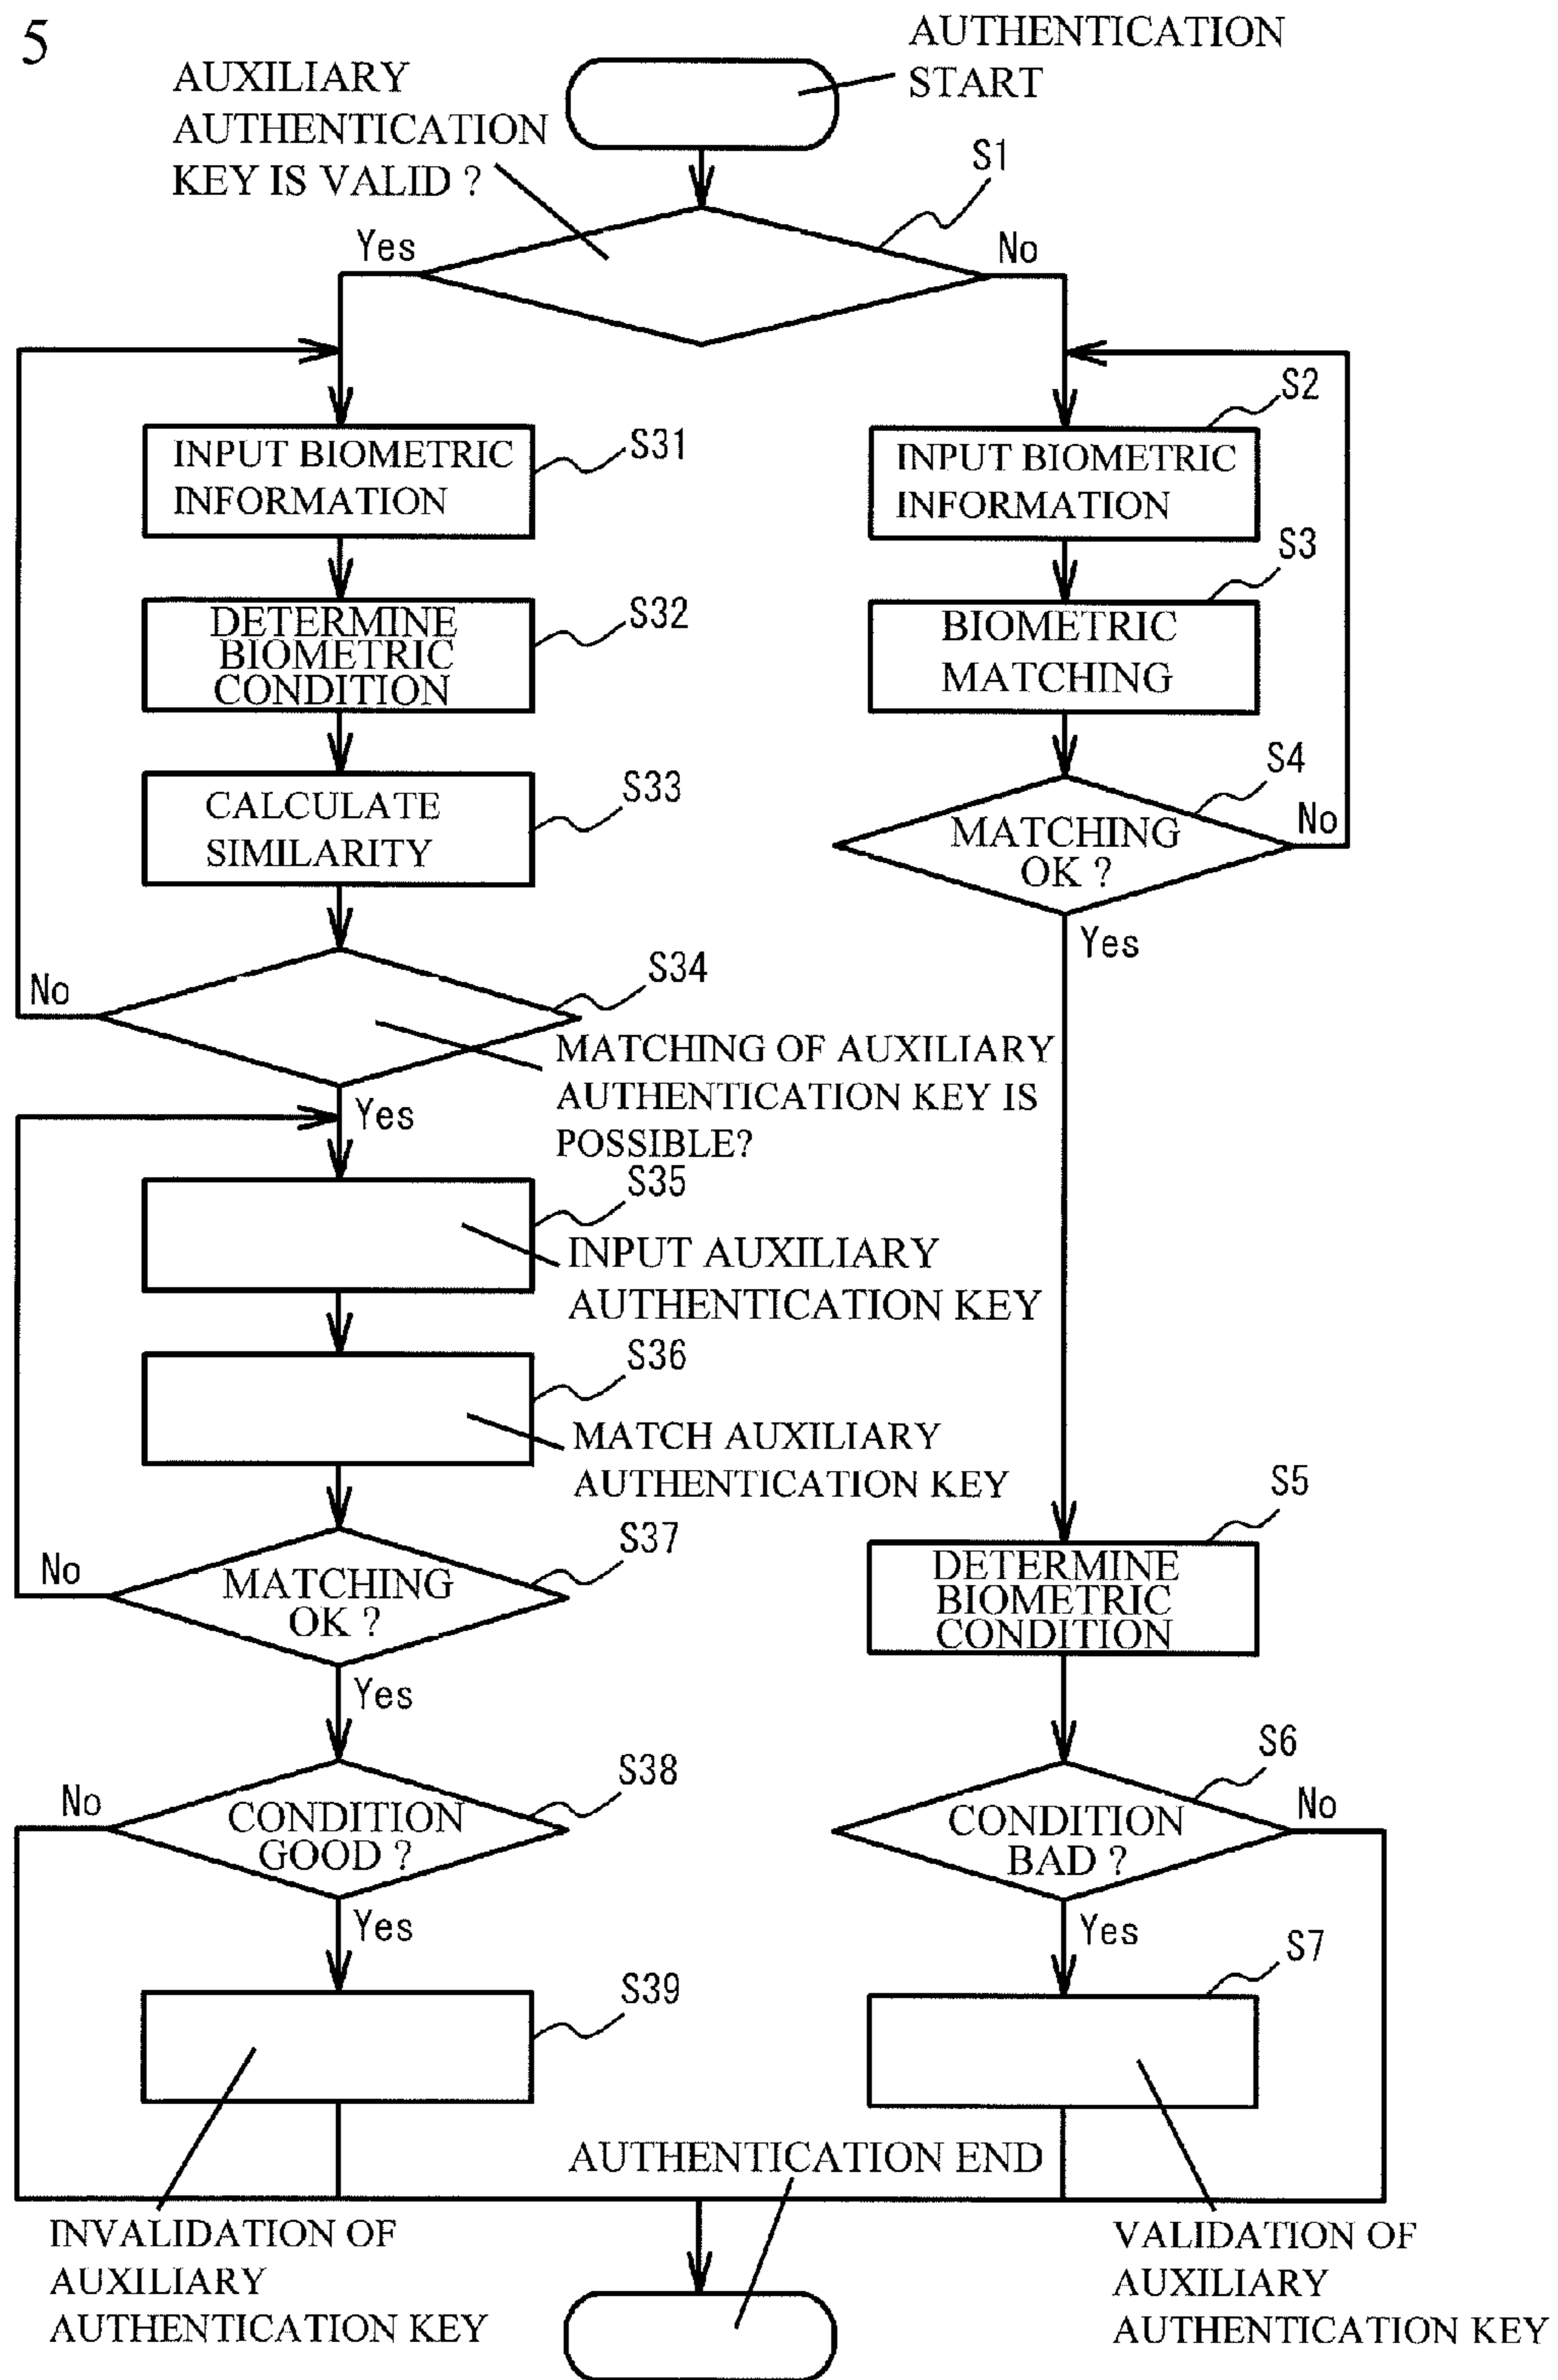 5
AUTHENTICATION
START
AUXILIARY
AUTHENTICATION
KEY IS VALID ?
S1
Yes
No
S31
INPUT BIOMETRIC
INFORMATION
S32
DETERMINE
BIOMETRIC
CONDITION
S33
CALCULATE
SIMILARITY
S34
No
MATCHING OF AUXILIARY
AUTHENTICATION KEY IS
POSSIBLE?
Yes
S35
INPUT AUXILIARY
AUTHENTICATION KEY
S36
MATCH AUXILIARY
AUTHENTICATION KEY
S37
No
MATCHING
OK ?
Yes
S38
No
CONDITION
GOOD ?
Yes
S39
INVALIDATION OF
AUXILIARY
AUTHENTICATION KEY
S2
INPUT BIOMETRIC
INFORMATION
S3
BIOMETRIC
MATCHING
S4
MATCHING
OK ?
No
Yes
S5
DETERMINE
BIOMETRIC
CONDITION
S6
CONDITION
BAD ?
No
Yes
S7
VALIDATION OF
AUXILIARY
AUTHENTICATION KEY
AUTHENTICATION END